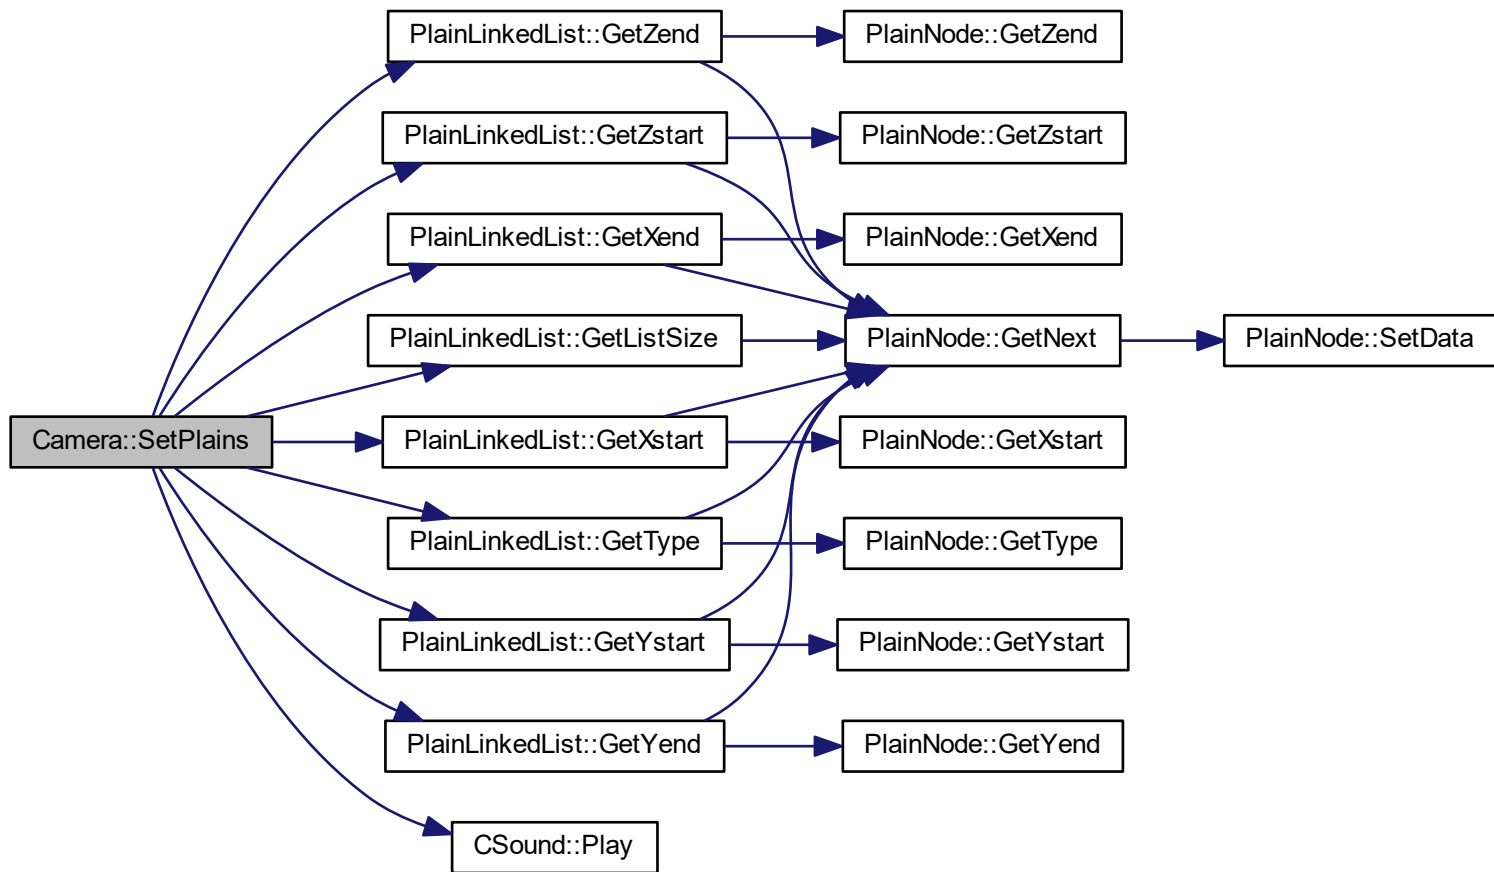 PlainLinkedList::GetZend
PlainNode::GetZend
PlainLinkedList::GetZstart
PlainNode::GetZstart
PlainLinkedList::GetXend
PlainNode::GetXend
PlainLinkedList::GetListSize
PlainNode::GetNext
PlainNode::SetData
Camera::SetPlains
PlainLinkedList::GetXstart
PlainNode::GetXstart
PlainLinkedList::GetType
PlainNode::GetType
PlainLinkedList::GetYstart
PlainNode::GetYstart
PlainLinkedList::GetYend
PlainNode::GetYend
CSound::Play